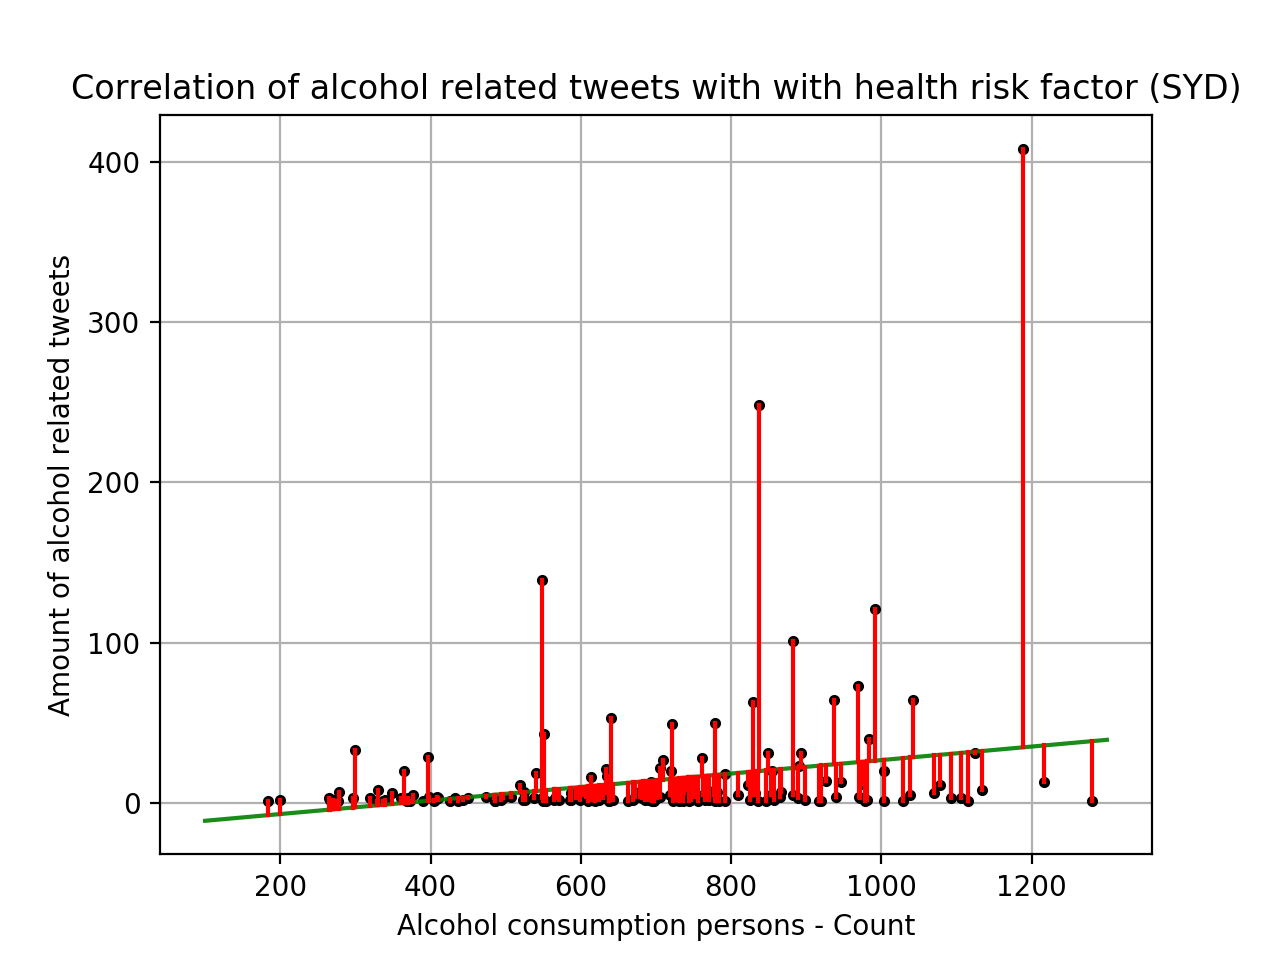 Correlation of alcohol related tweets with with health risk factor (SYD)
400
300
200
100
0
Amount of alcohol related tweets
200 400 600 800 1000 1200
Alcohol consumption persons - Count